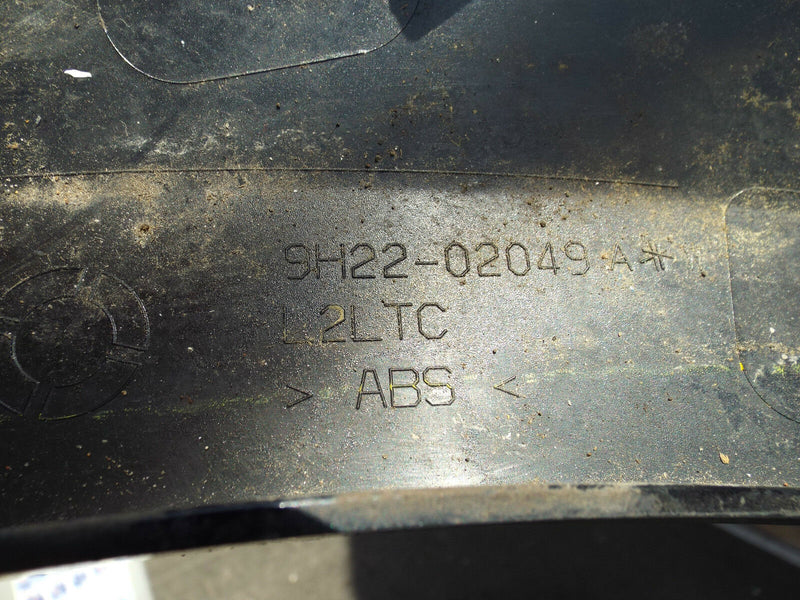 9H22-02049 A*
L2LTC
> ABS <